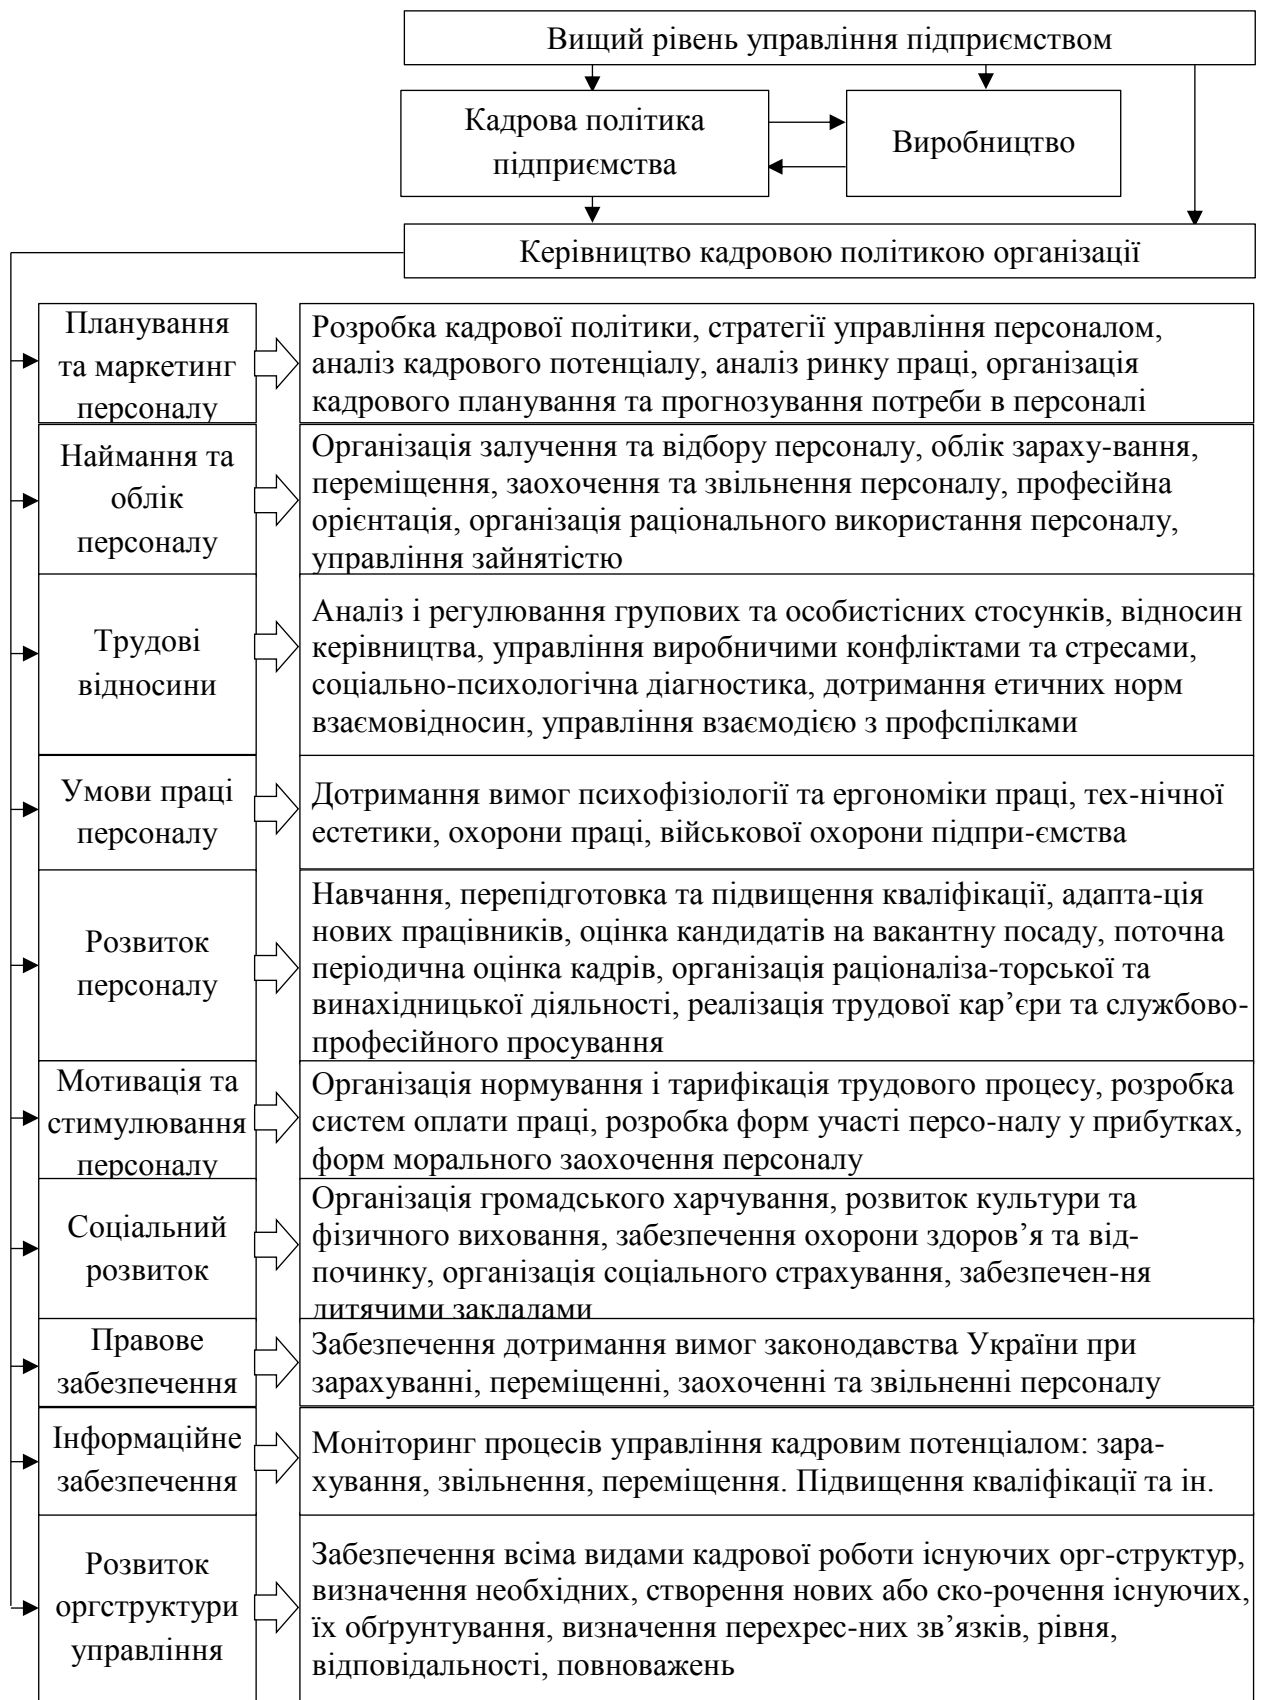 Вищий рівень управління підприємством
Кадрова політика
підприємства
Виробництво
Керівництво кадровою політикою організації
Планування
та маркетинг
персоналу
Розробка кадрової політики, стратегії управління персоналом,
аналіз кадрового потенціалу, аналіз ринку праці, організація
кадрового планування та прогнозування потреби в персоналі
Наймання та
облік
персоналу
Організація залучення та відбору персоналу, облік зараху-вання,
переміщення, заохочення та звільнення персоналу, професійна
орієнтація, організація раціонального використання персоналу,
управління зайнятістю
Трудові
відносини
Аналіз і регулювання групових та особистісних стосунків, відносин
керівництва, управління виробничими конфліктами та стресами,
соціально-психологічна діагностика, дотримання етичних норм
взаємовідносин, управління взаємодією з профспілками
Умови праці
персоналу
Дотримання вимог психофізіології та ергономіки праці, тех-нічної
естетики, охорони праці, військової охорони підпри-ємства
Розвиток
персоналу
Навчання, перепідготовка та підвищення кваліфікації, адапта-ція
нових працівників, оцінка кандидатів на вакантну посаду, поточна
періодична оцінка кадрів, організація раціоналіза-торської та
винахідницької діяльності, реалізація трудової кар’єри та службово-
професійного просування
Мотивація та
стимулювання
персоналу
Організація нормування і тарифікація трудового процесу, розробка
систем оплати праці, розробка форм участі персо-налу у прибутках,
форм морального заохочення персоналу
Соціальний
розвиток
Організація громадського харчування, розвиток культури та
фізичного виховання, забезпечення охорони здоров’я та від-
починку, організація соціального страхування, забезпечен-ня
дитячими закладами
Правове
забезпечення
Забезпечення дотримання вимог законодавства України при
зарахуванні, переміщенні, заохоченні та звільненні персоналу
Інформаційне
забезпечення
Моніторинг процесів управління кадровим потенціалом: зара-
хування, звільнення, переміщення. Підвищення кваліфікації та ін.
Розвиток
оргструктури
управління
Забезпечення всіма видами кадрової роботи існуючих орг-структур,
визначення необхідних, створення нових або ско-рочення існуючих,
їх обґрунтування, визначення перехрес-них зв’язків, рівня,
відповідальності, повноважень